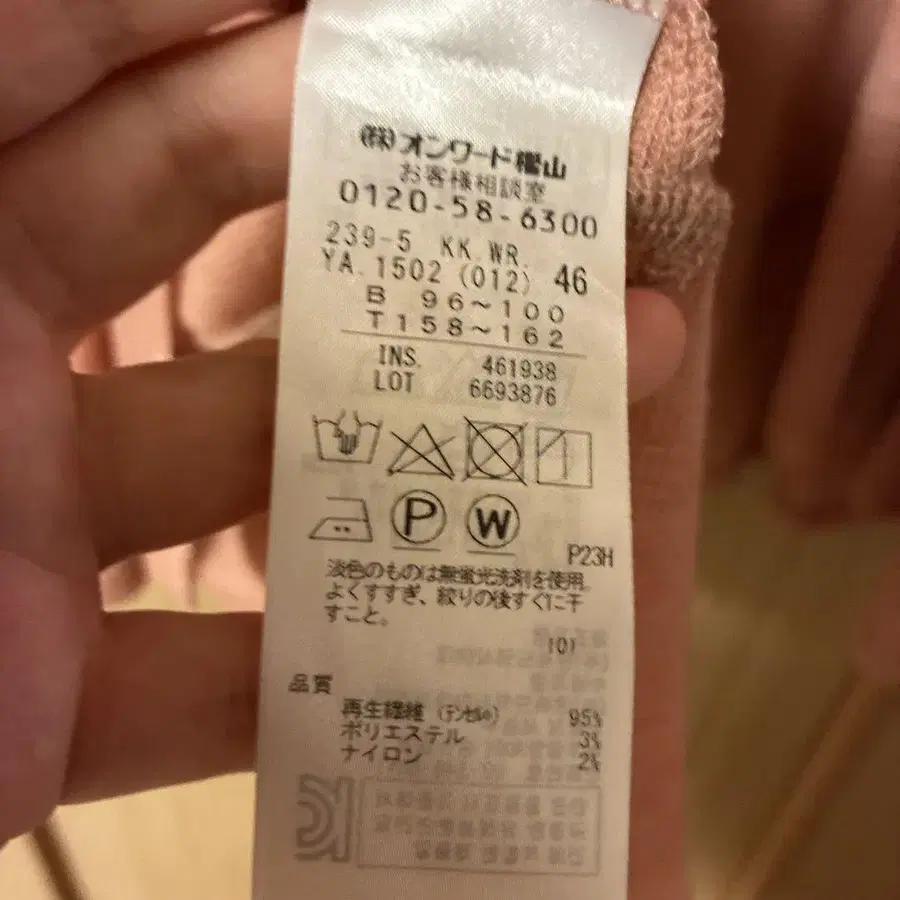 (株)オンワード樫山
お客様相談室
0120-58-6300
239-5 KK.WR.
YA.1502 (012) 46
B 96~100
T 158~162
INS. 461938
LOT 6693876
P
W
P23H
淡色のものは無蛍光洗剤を使用。
よくすすぎ、絞りの後すぐに干
すこと。
101
品質
再生繊維 (テンセル®) 95%
ポリエステル 3%
ナイロン 2%